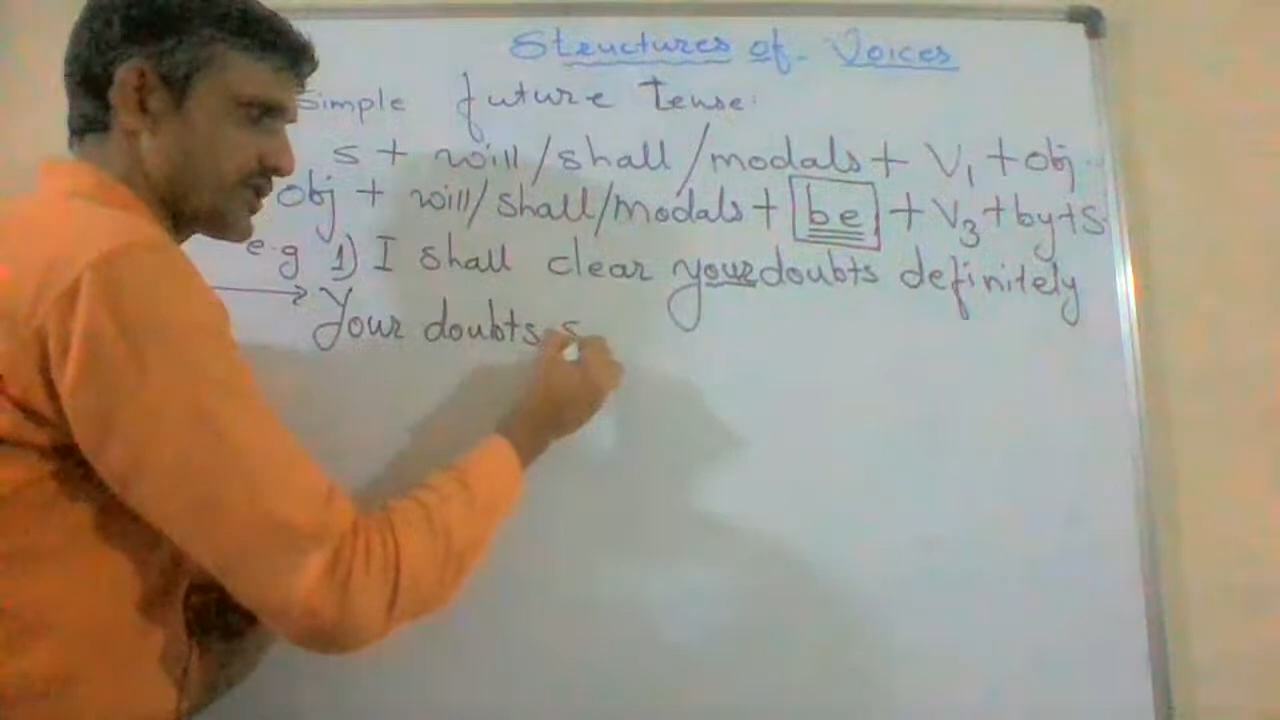 Structures of Voices
Simple future Tense:
S + will/shall/modals + V₁ + obj
obj + will/shall/modals + be + V₃ + by + S
e.g 1) I shall clear your doubts definitely
→ Your doubts s